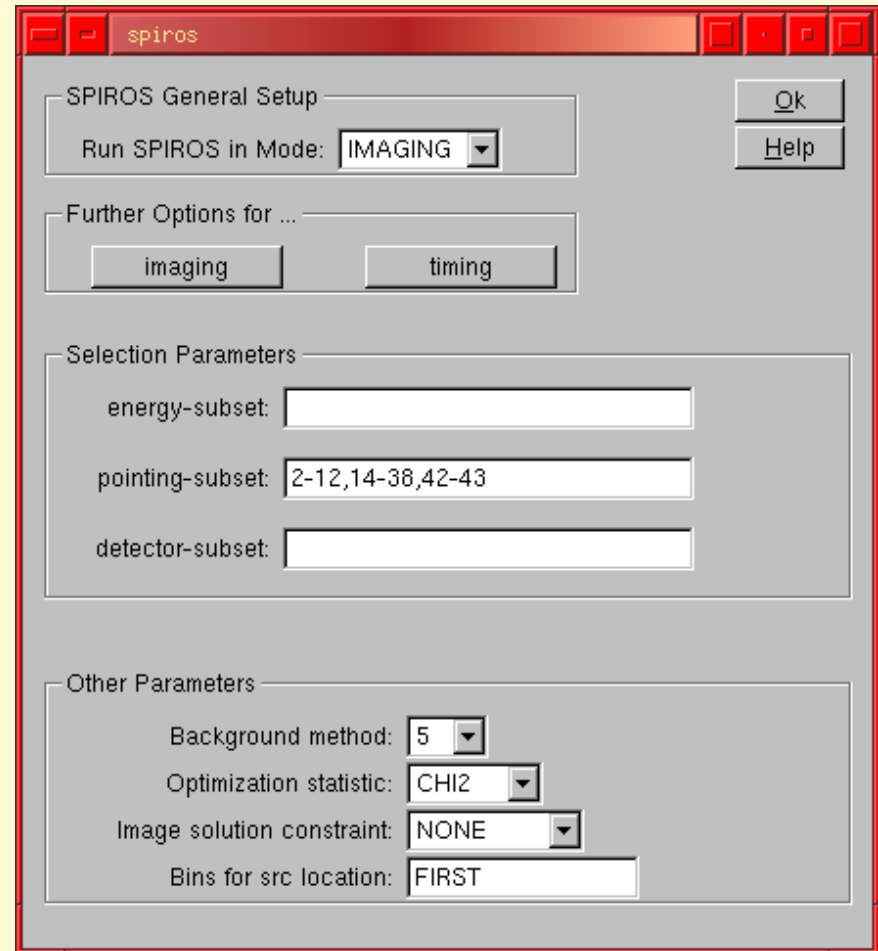 spiros
SPIROS General Setup
Ok
Run SPIROS in Mode: IMAGING
Help
Further Options for ...
imaging timing
Selection Parameters
energy-subset:
pointing-subset: 2-12,14-38,42-43
detector-subset:
Other Parameters
Background method: 5
Optimization statistic: CHI2
Image solution constraint: NONE
Bins for src location: FIRST